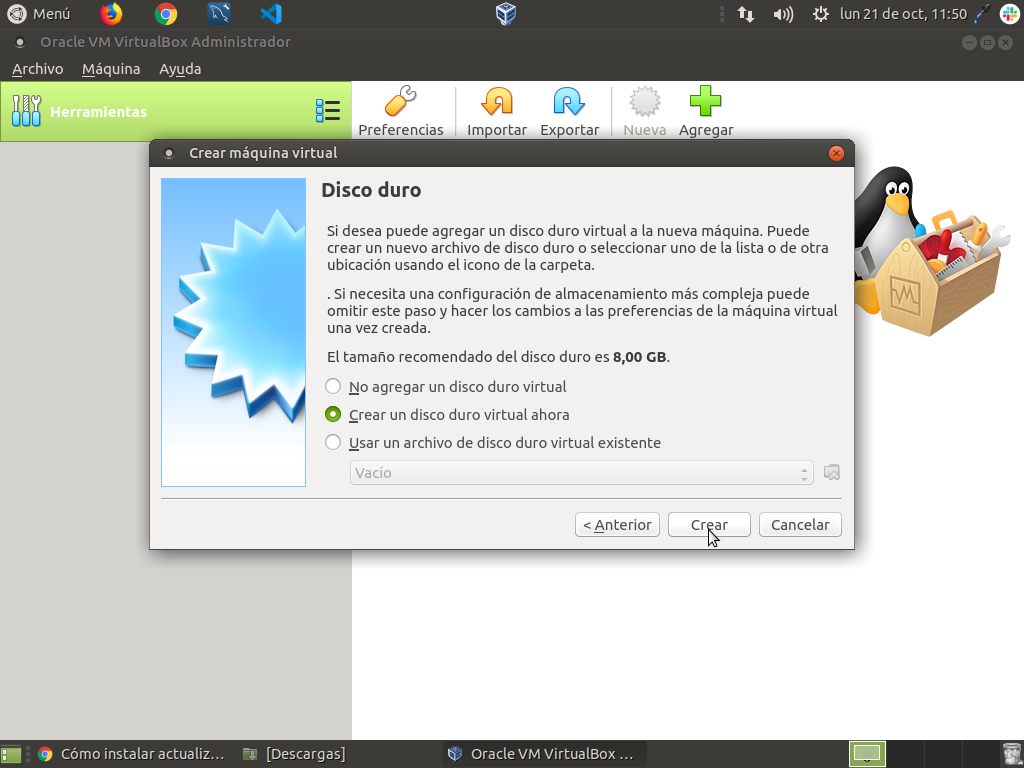 Menú
lun 21 de oct, 11:50
Oracle VM VirtualBox Administrador
Archivo Máquina Ayuda
Herramientas
Preferencias Importar Exportar Nueva Agregar
Crear máquina virtual
Disco duro
Si desea puede agregar un disco duro virtual a la nueva máquina. Puede
crear un nuevo archivo de disco duro o seleccionar uno de la lista o de otra
ubicación usando el icono de la carpeta.
. Si necesita una configuración de almacenamiento más compleja puede
omitir este paso y hacer los cambios a las preferencias de la máquina virtual
una vez creada.
El tamaño recomendado del disco duro es 8,00 GB.
No agregar un disco duro virtual
Crear un disco duro virtual ahora
Usar un archivo de disco duro virtual existente
Vacío
< Anterior Crear Cancelar
Cómo instalar actualiz... [Descargas] Oracle VM VirtualBox ...